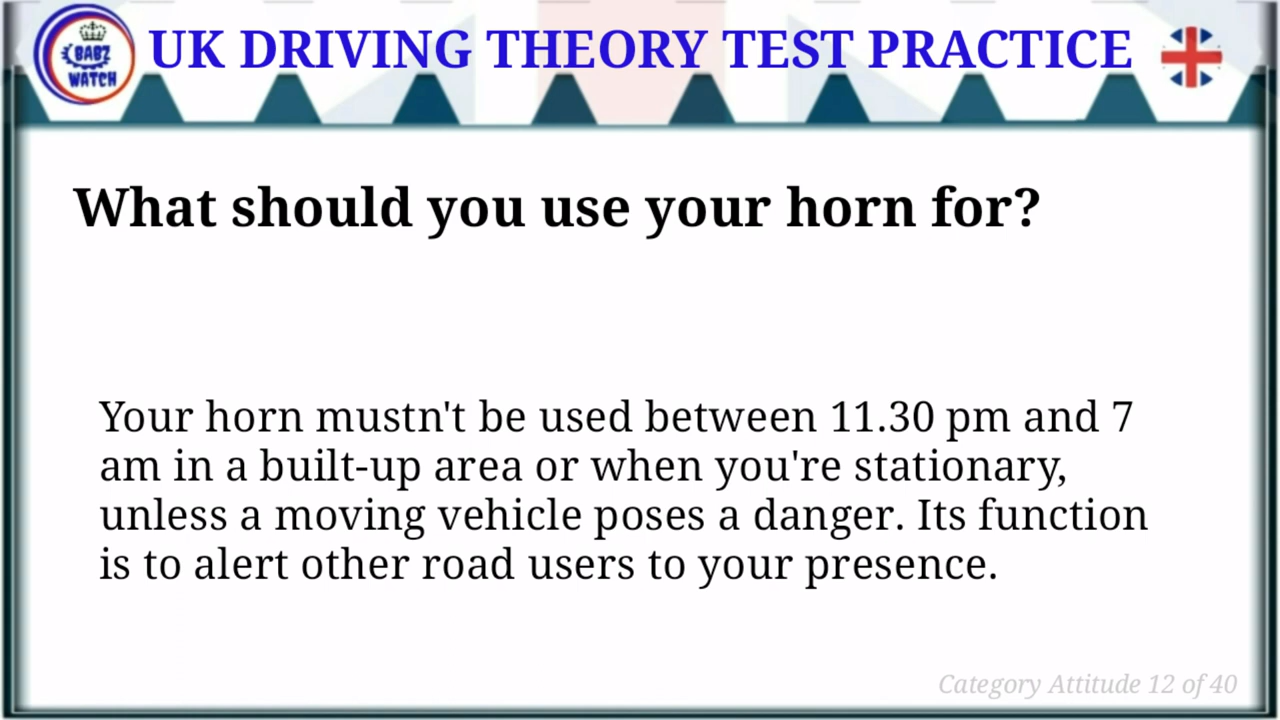 BABZ
WATCH
UK DRIVING THEORY TEST PRACTICE
What should you use your horn for?
Your horn mustn't be used between 11.30 pm and 7
am in a built-up area or when you're stationary,
unless a moving vehicle poses a danger. Its function
is to alert other road users to your presence.
Category Attitude 12 of 40